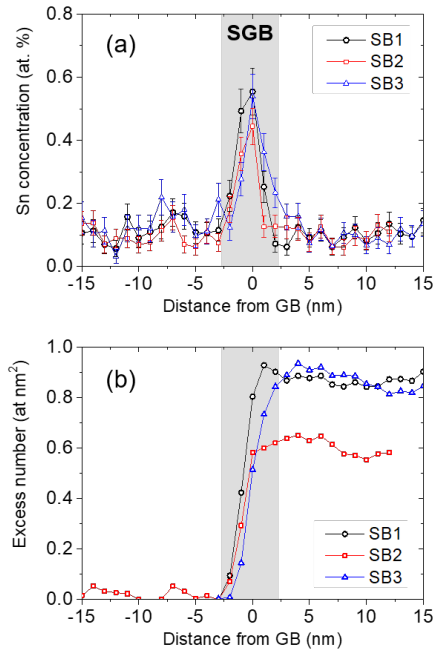 (a)
SGB
SB1
SB2
SB3
Sn concentration (at. %)
0.8
0.6
0.4
0.2
0.0
-15 -10 -5 0 5 10 15
Distance from GB (nm)
(b)
Excess number (at nm²)
1.0
0.8
0.6
0.4
0.2
0.0
SB1
SB2
SB3
-15 -10 -5 0 5 10 15
Distance from GB (nm)